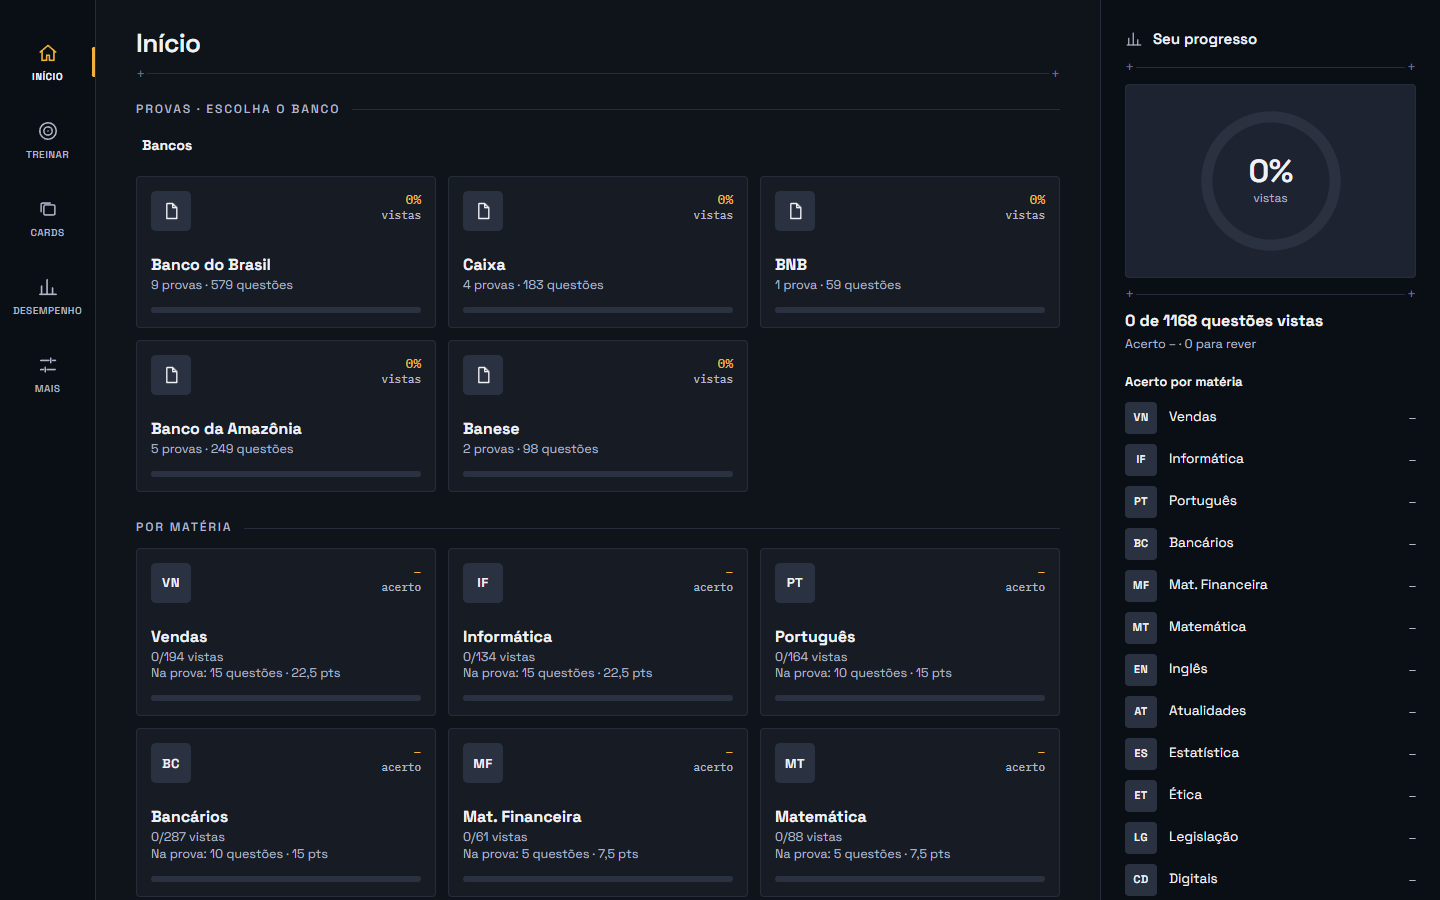 INÍCIO
TREINAR
CARDS
DESEMPENHO
MAIS
Início
PROVAS · ESCOLHA O BANCO
Bancos
0%
vistas
Banco do Brasil
9 provas · 579 questões
0%
vistas
Caixa
4 provas · 183 questões
0%
vistas
BNB
1 prova · 59 questões
0%
vistas
Banco da Amazônia
5 provas · 249 questões
0%
vistas
Banese
2 provas · 98 questões
POR MATÉRIA
VN
–
acerto
Vendas
0/194 vistas
Na prova: 15 questões · 22,5 pts
IF
–
acerto
Informática
0/134 vistas
Na prova: 15 questões · 22,5 pts
PT
–
acerto
Português
0/164 vistas
Na prova: 10 questões · 15 pts
BC
–
acerto
Bancários
0/287 vistas
Na prova: 10 questões · 15 pts
MF
–
acerto
Mat. Financeira
0/61 vistas
Na prova: 5 questões · 7,5 pts
MT
–
acerto
Matemática
0/88 vistas
Na prova: 5 questões · 7,5 pts
Seu progresso
0%
vistas
0 de 1168 questões vistas
Acerto – · 0 para rever
Acerto por matéria
VN Vendas –
IF Informática –
PT Português –
BC Bancários –
MF Mat. Financeira –
MT Matemática –
EN Inglês –
AT Atualidades –
ES Estatística –
ET Ética –
LG Legislação –
CD Digitais –